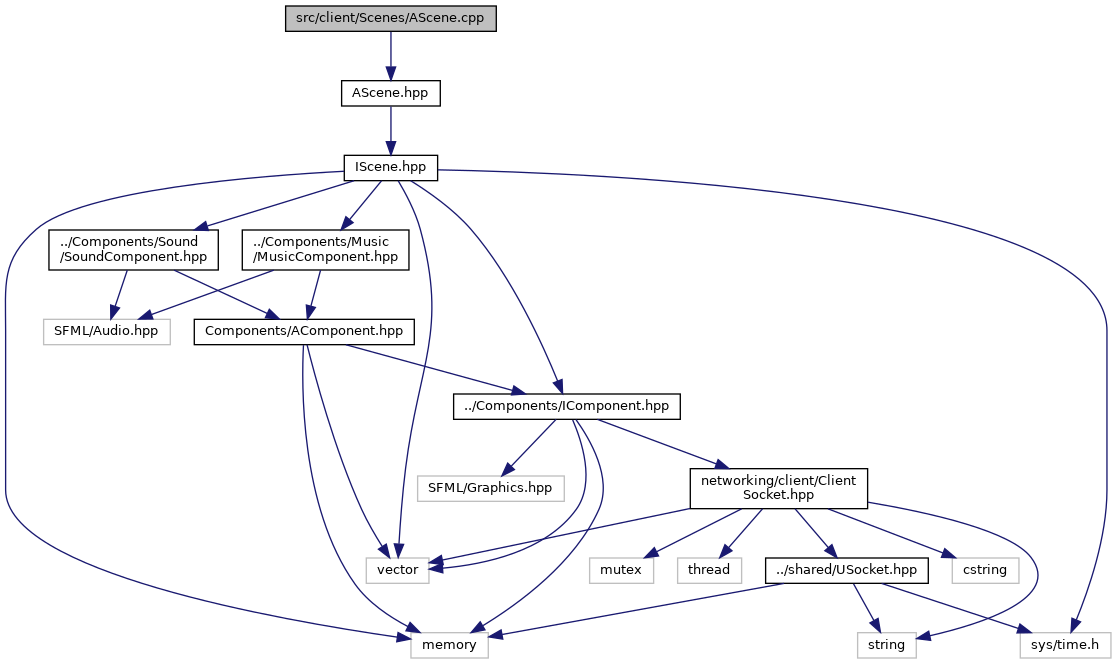 src/client/Scenes/AScene.cpp
AScene.hpp
IScene.hpp
../Components/Sound
/SoundComponent.hpp
../Components/Music
/MusicComponent.hpp
SFML/Audio.hpp
Components/AComponent.hpp
../Components/IComponent.hpp
SFML/Graphics.hpp
networking/client/Client
Socket.hpp
vector
mutex
thread
../shared/USocket.hpp
cstring
memory
string
sys/time.h